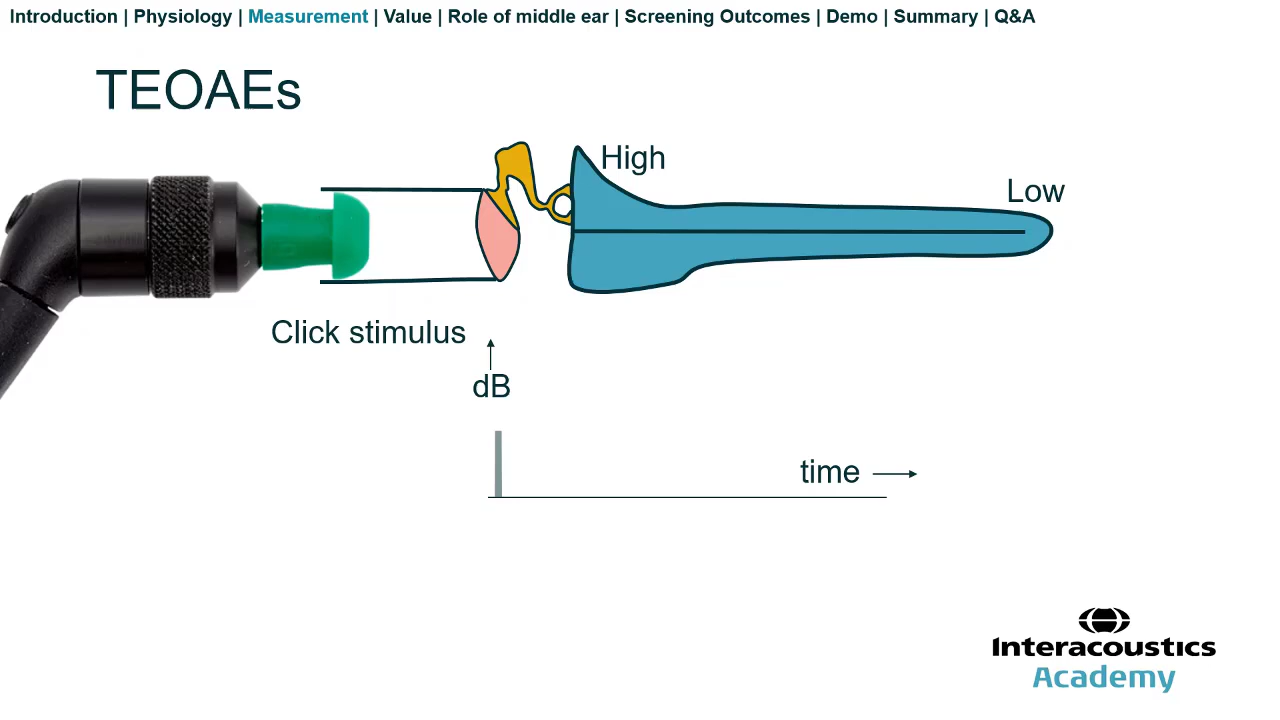 Introduction | Physiology | Measurement | Value | Role of middle ear | Screening Outcomes | Demo | Summary | Q&A
TEOAEs
High
Low
Click stimulus
dB
time
Interacoustics
Academy